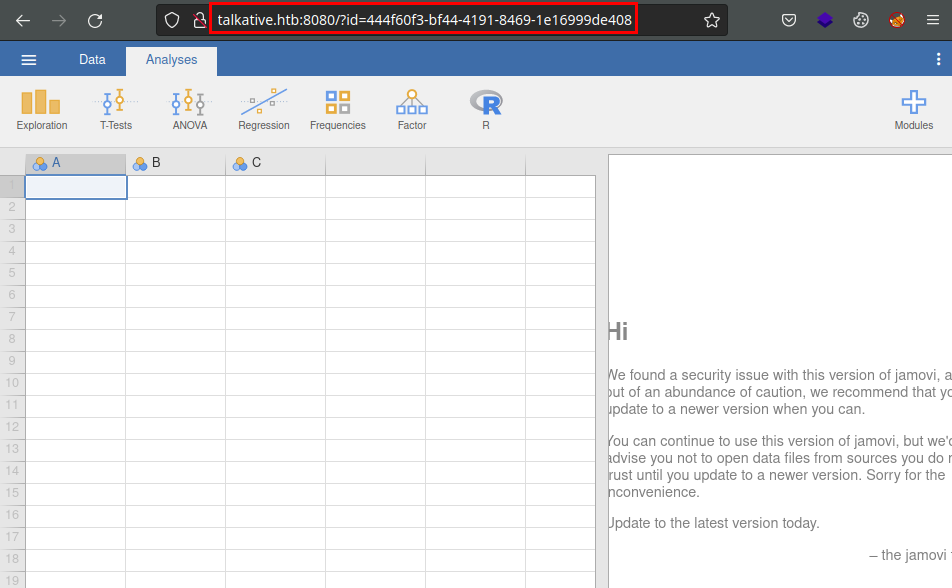 talkative.htb:8080/?id=444f60f3-bf44-4191-8469-1e16999de408
Data
Analyses
Exploration
T-Tests
ANOVA
Regression
Frequencies
Factor
R
Modules
A
B
C
1
2
3
4
5
6
7
8
9
10
11
12
13
14
15
16
17
18
19
Hi
We found a security issue with this version of jamovi, a
out of an abundance of caution, we recommend that yo
update to a newer version when you can.
You can continue to use this version of jamovi, but we'd
advise you not to open data files from sources you do n
trust until you update to a newer version. Sorry for the
inconvenience.
Update to the latest version today.
– the jamovi